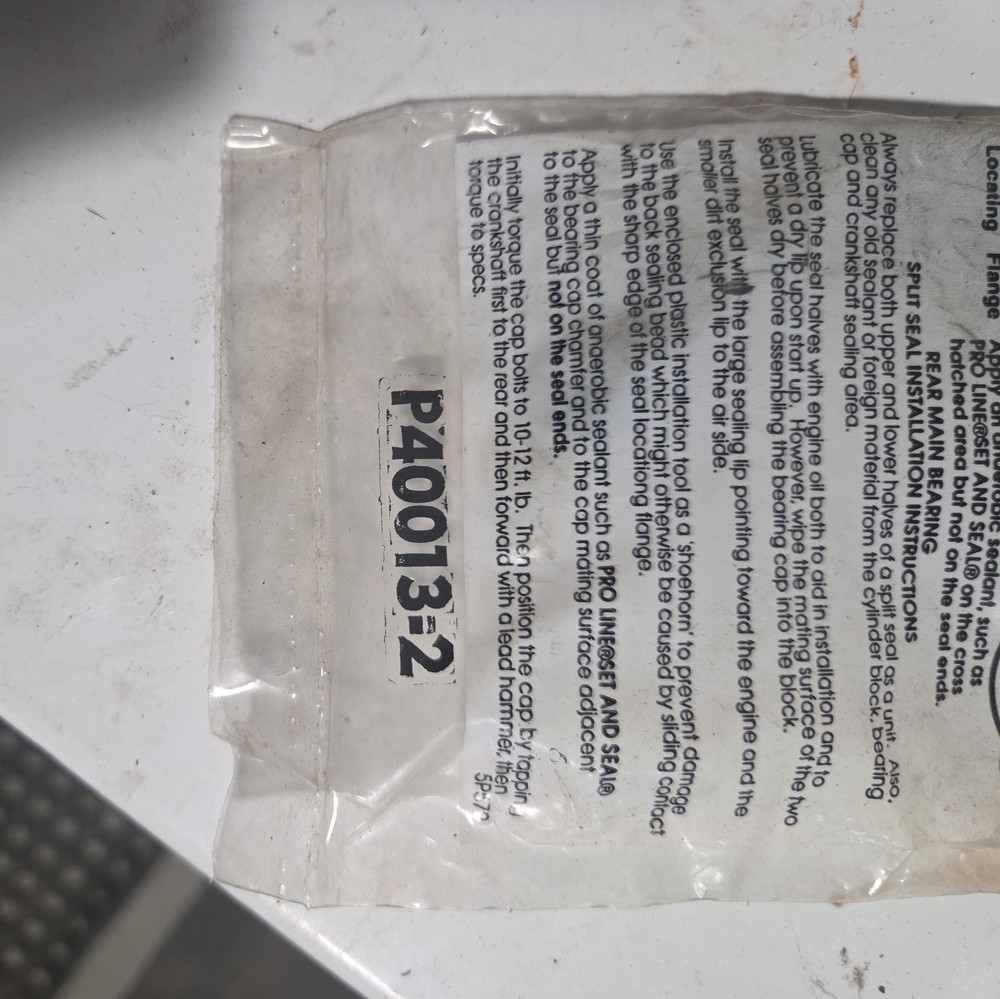 Locating Flange Apply an sealant, such as
PRO LINE®SET AND SEAL® on the cross
hatched area but not on the seal ends.
REAR MAIN BEARING
SPLIT SEAL INSTALLATION INSTRUCTIONS
Always replace both upper and lower halves of a split seal as a unit. Also,
clean any old sealant of foreign material from the cylinder block, bearing
cap and crankshaft sealing area.
Lubricate the seal halves with engine oil both to aid in installation and to
prevent a dry lip upon start up. However, wipe the mating surface of the two
seal halves dry before assembling the bearing cap into the block.
Install the seal with the large sealing lip pointing toward the engine and the
smaller dirt exclusion lip to the air side.
Use the enclosed plastic installation tool as a 'shoehorn' to prevent damage
to the back sealing bead which might otherwise be caused by sliding contact
with the sharp edge of the seal locationg flange.
Apply a thin coat of anaerobic sealant such as PRO LINE®SET AND SEAL®
to the bearing cap chamfer and to the cap mating surface adjacent
to the seal but not on the seal ends.
Initially torque the cap bolts to 10-12 ft. lb. Then position the cap by tapping
the crankshaft first to the rear and then forward with a lead hammer, then
torque to specs.
P40013-2